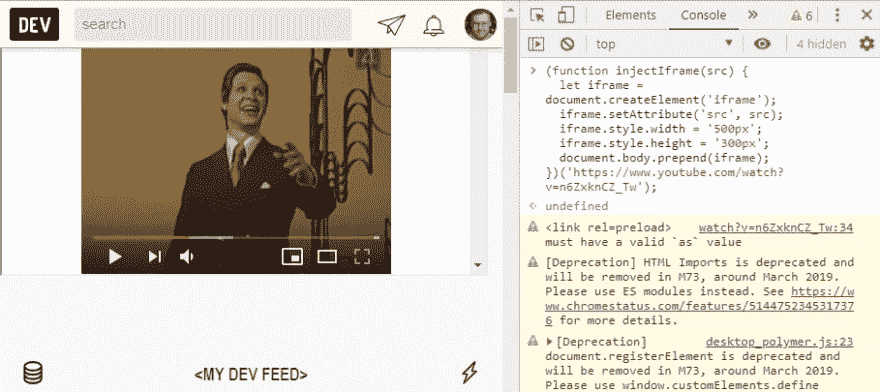 DEV
search
<MY DEV FEED>
Elements
Console
»
6
top
4 hidden
> (function injectIframe(src) {
let iframe =
document.createElement('iframe');
iframe.setAttribute('src', src);
iframe.style.width = '500px';
iframe.style.height = '300px';
document.body.prepend(iframe);
})('https://www.youtube.com/watch?
v=n6ZxknCZ_Tw');
undefined
<link rel=preload> watch?v=n6ZxknCZ_Tw:34
must have a valid `as` value
[Deprecation] HTML Imports is deprecated and
will be removed in M73, around March 2019.
Please use ES modules instead. See https://w
ww.chromestatus.com/features/514475234531737
6 for more details.
[Deprecation] desktop_polymer.js:23
document.registerElement is deprecated and
will be removed in M73, around March 2019.
Please use window.customElements.define